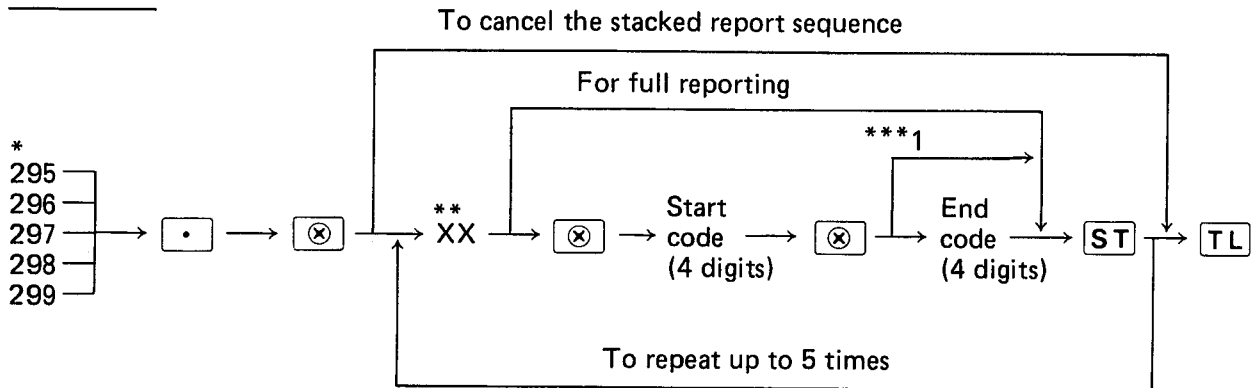 To cancel the stacked report sequence
For full reporting
***1
*
295
296
297
298
299
•
⊗
**
XX
⊗
Start
code
(4 digits)
⊗
End
code
(4 digits)
ST
TL
To repeat up to 5 times